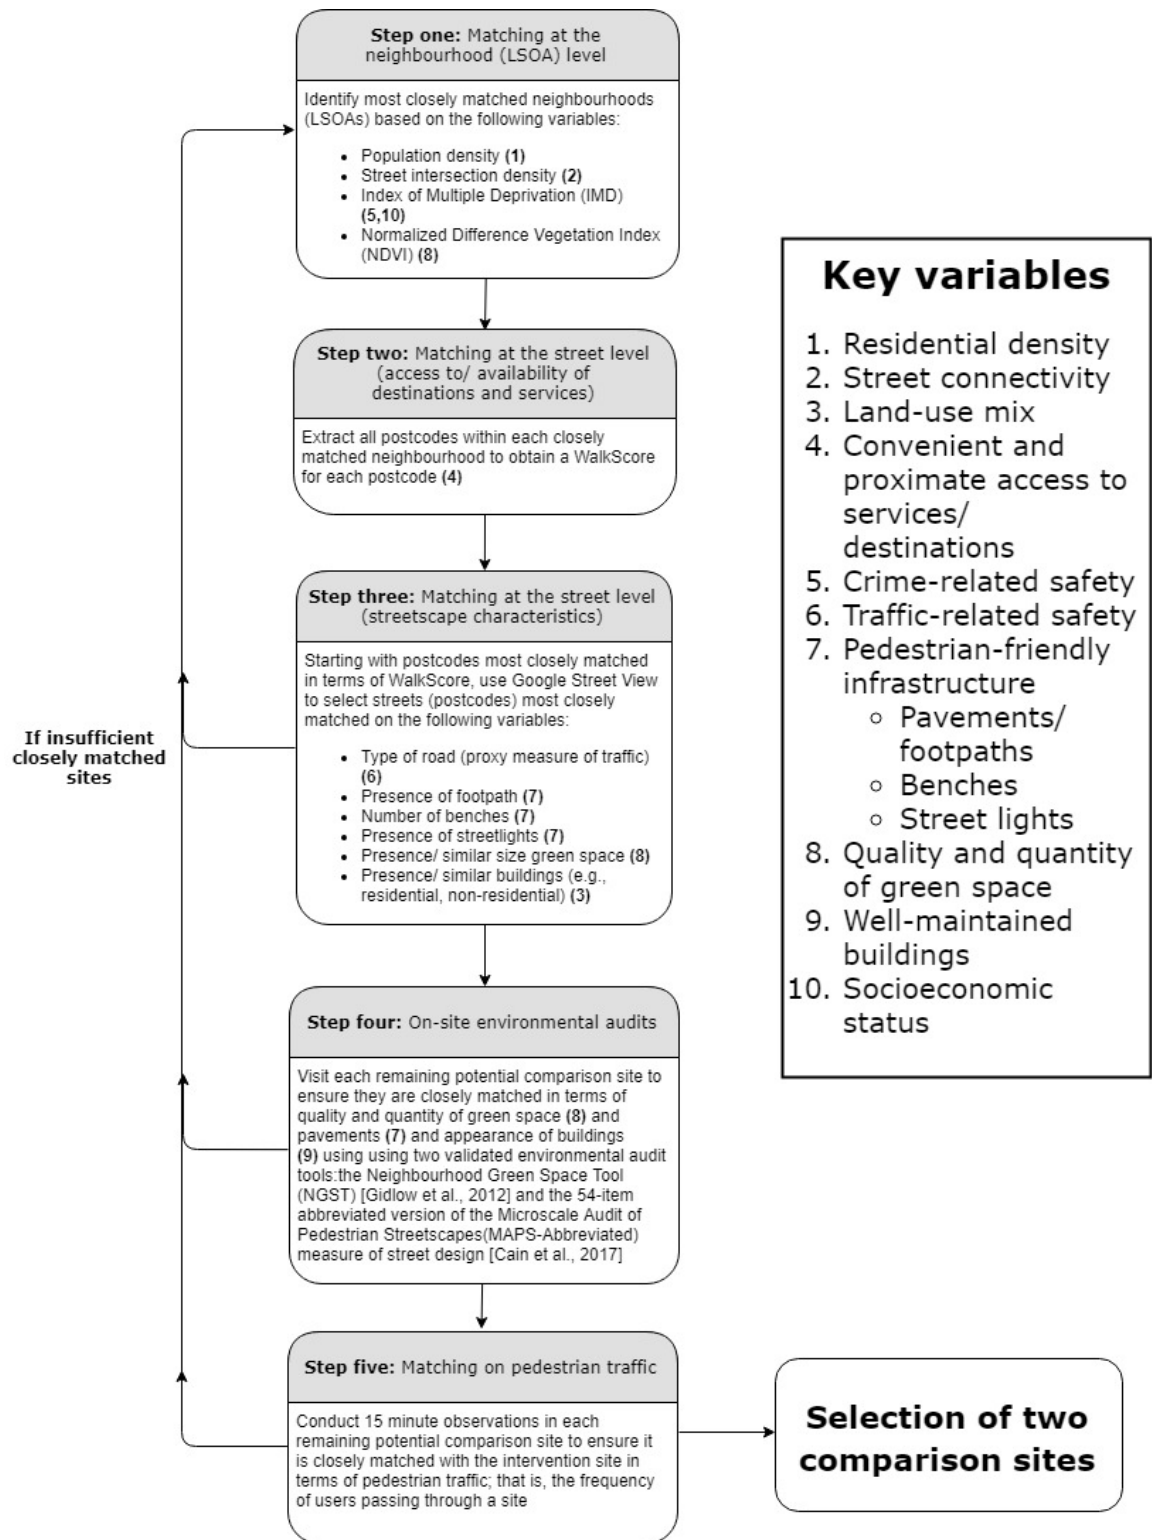 Step one: Matching at the
neighbourhood (LSOA) level
Identify most closely matched neighbourhoods
(LSOAs) based on the following variables:
• Population density (1)
• Street intersection density (2)
• Index of Multiple Deprivation (IMD)
(5,10)
• Normalized Difference Vegetation Index
(NDVI) (8)
Step two: Matching at the street level
(access to/ availability of
destinations and services)
Extract all postcodes within each closely
matched neighbourhood to obtain a WalkScore
for each postcode (4)
Step three: Matching at the street level
(streetscape characteristics)
Starting with postcodes most closely matched
in terms of WalkScore, use Google Street View
to select streets (postcodes) most closely
matched on the following variables:
• Type of road (proxy measure of traffic)
(6)
• Presence of footpath (7)
• Number of benches (7)
• Presence of streetlights (7)
• Presence/ similar size green space (8)
• Presence/ similar buildings (e.g.,
residential, non-residential) (3)
If insufficient
closely matched
sites
Step four: On-site environmental audits
Visit each remaining potential comparison site to
ensure they are closely matched in terms of
quality and quantity of green space (8) and
pavements (7) and appearance of buildings
(9) using using two validated environmental audit
tools:the Neighbourhood Green Space Tool
(NGST) [Gidlow et al., 2012] and the 54-item
abbreviated version of the Microscale Audit of
Pedestrian Streetscapes(MAPS-Abbreviated)
measure of street design [Cain et al., 2017]
Step five: Matching on pedestrian traffic
Conduct 15 minute observations in each
remaining potential comparison site to ensure it
is closely matched with the intervention site in
terms of pedestrian traffic; that is, the frequency
of users passing through a site
Selection of two
comparison sites
Key variables
1. Residential density
2. Street connectivity
3. Land-use mix
4. Convenient and
proximate access to
services/
destinations
5. Crime-related safety
6. Traffic-related safety
7. Pedestrian-friendly
infrastructure
○ Pavements/
footpaths
○ Benches
○ Street lights
8. Quality and quantity
of green space
9. Well-maintained
buildings
10. Socioeconomic
status